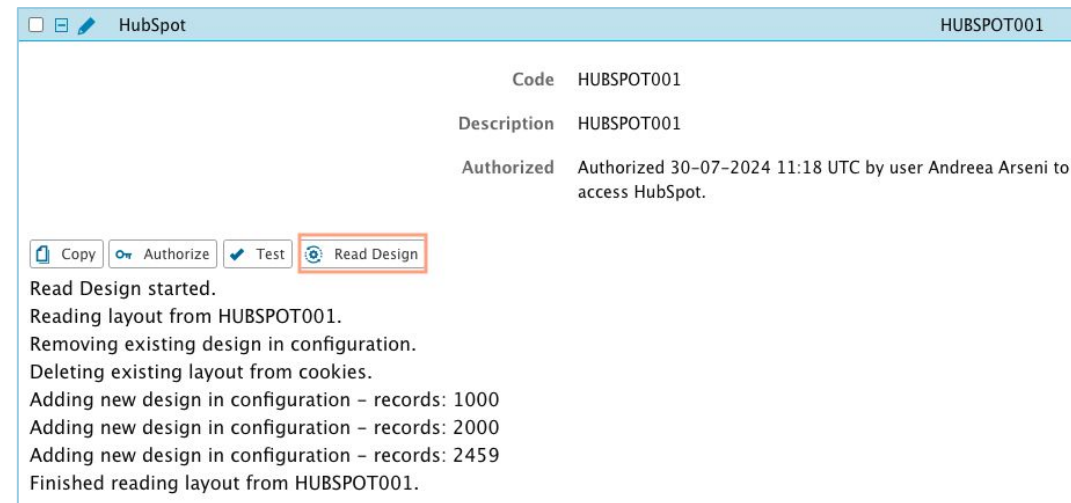 HubSpot HUBSPOT001
Code HUBSPOT001
Description HUBSPOT001
Authorized Authorized 30-07-2024 11:18 UTC by user Andreea Arseni to
access HubSpot.
Copy Authorize Test Read Design
Read Design started.
Reading layout from HUBSPOT001.
Removing existing design in configuration.
Deleting existing layout from cookies.
Adding new design in configuration – records: 1000
Adding new design in configuration – records: 2000
Adding new design in configuration – records: 2459
Finished reading layout from HUBSPOT001.